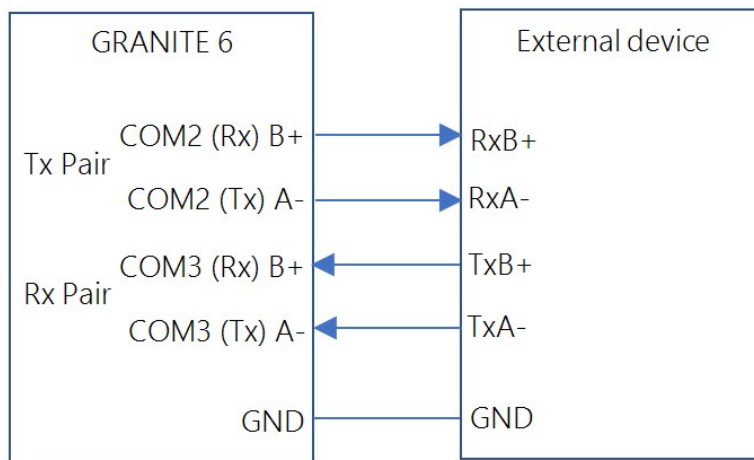 GRANITE 6
External device
Tx Pair
COM2 (Rx) B+
COM2 (Tx) A-
RxB+
RxA-
Rx Pair
COM3 (Rx) B+
COM3 (Tx) A-
TxB+
TxA-
GND
GND